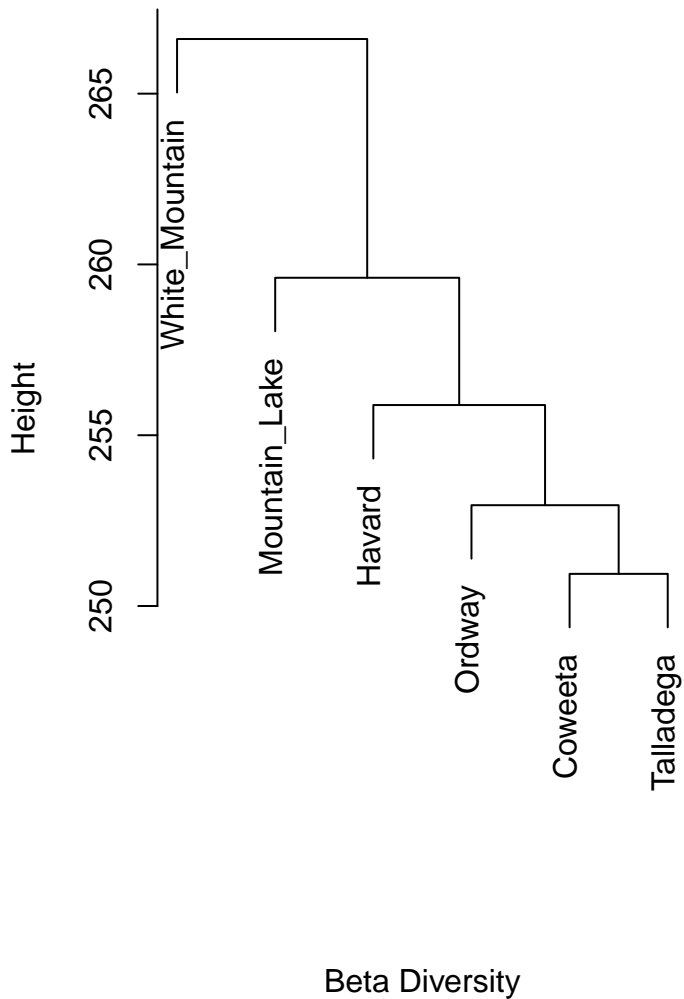 Height
265
260
255
250
White_Mountain
Mountain_Lake
Havard
Ordway
Coweeta
Talladega
Beta Diversity